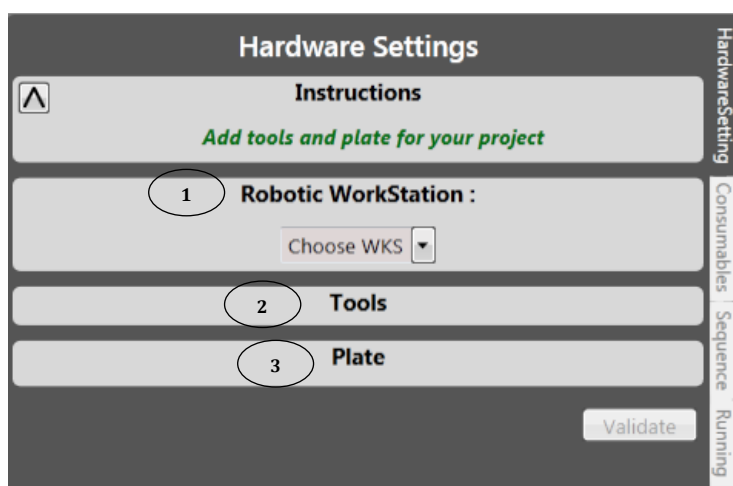 Hardware Settings
Instructions
Add tools and plate for your project
1 Robotic WorkStation :
Choose WKS
2 Tools
3 Plate
Validate
HardwareSetting
Consumables
Sequence
Running